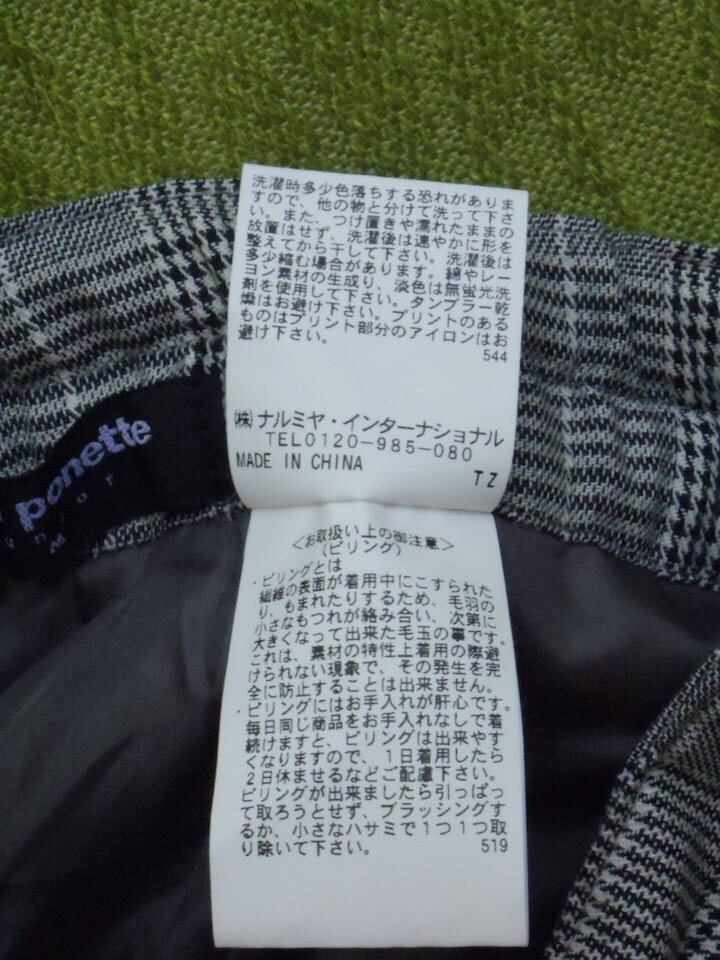 洗濯時多少色落ちする恐れがありま
すので、他の物と分けて洗って下さ
い。また、つけ置きや濡れたままの
放置はせず、洗濯後は速やかに形を
整えてから干して下さい。洗濯後は
多少縮む場合があります。綿やレー
ヨン素材の生成り、淡色は無蛍光洗
剤を使用して下さい。タンブラー乾
燥はお避け下さい。プリントのある
ものはプリント部分のアイロンはお
避け下さい。
544
(株)ナルミヤ・インターナショナル
TEL0120-985-080
MADE IN CHINA
TZ
ponette
<お取扱い上の御注意>
(ピリング)
・ピリングとは
繊維の表面が着用中にこすられた
り、もまれたりするため、毛羽の
小さなもつれが絡み合い、次第に
大きくなって出来た毛玉の事です。
これは、素材の特性上着用の際避
けられない現象で、その発生を完
全に防止することは出来ません。
・ピリングにはお手入れが肝心です。
毎日同じ商品をお手入れなしで着
続けますと、ピリングは出来やす
くなりますので、1日着用したら
2日休ませるなどご配慮下さい。
ピリングが出来ましたら引っぱっ
て取ろうとせず、ブラッシングす
るか、小さなハサミで1つ1つ取
り除いて下さい。
519